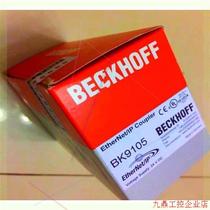 BECKHOFF
EtherNet/IP Coupler
BK9105
BECKHOFF
EtherNet/IP
九鼎工控企业店